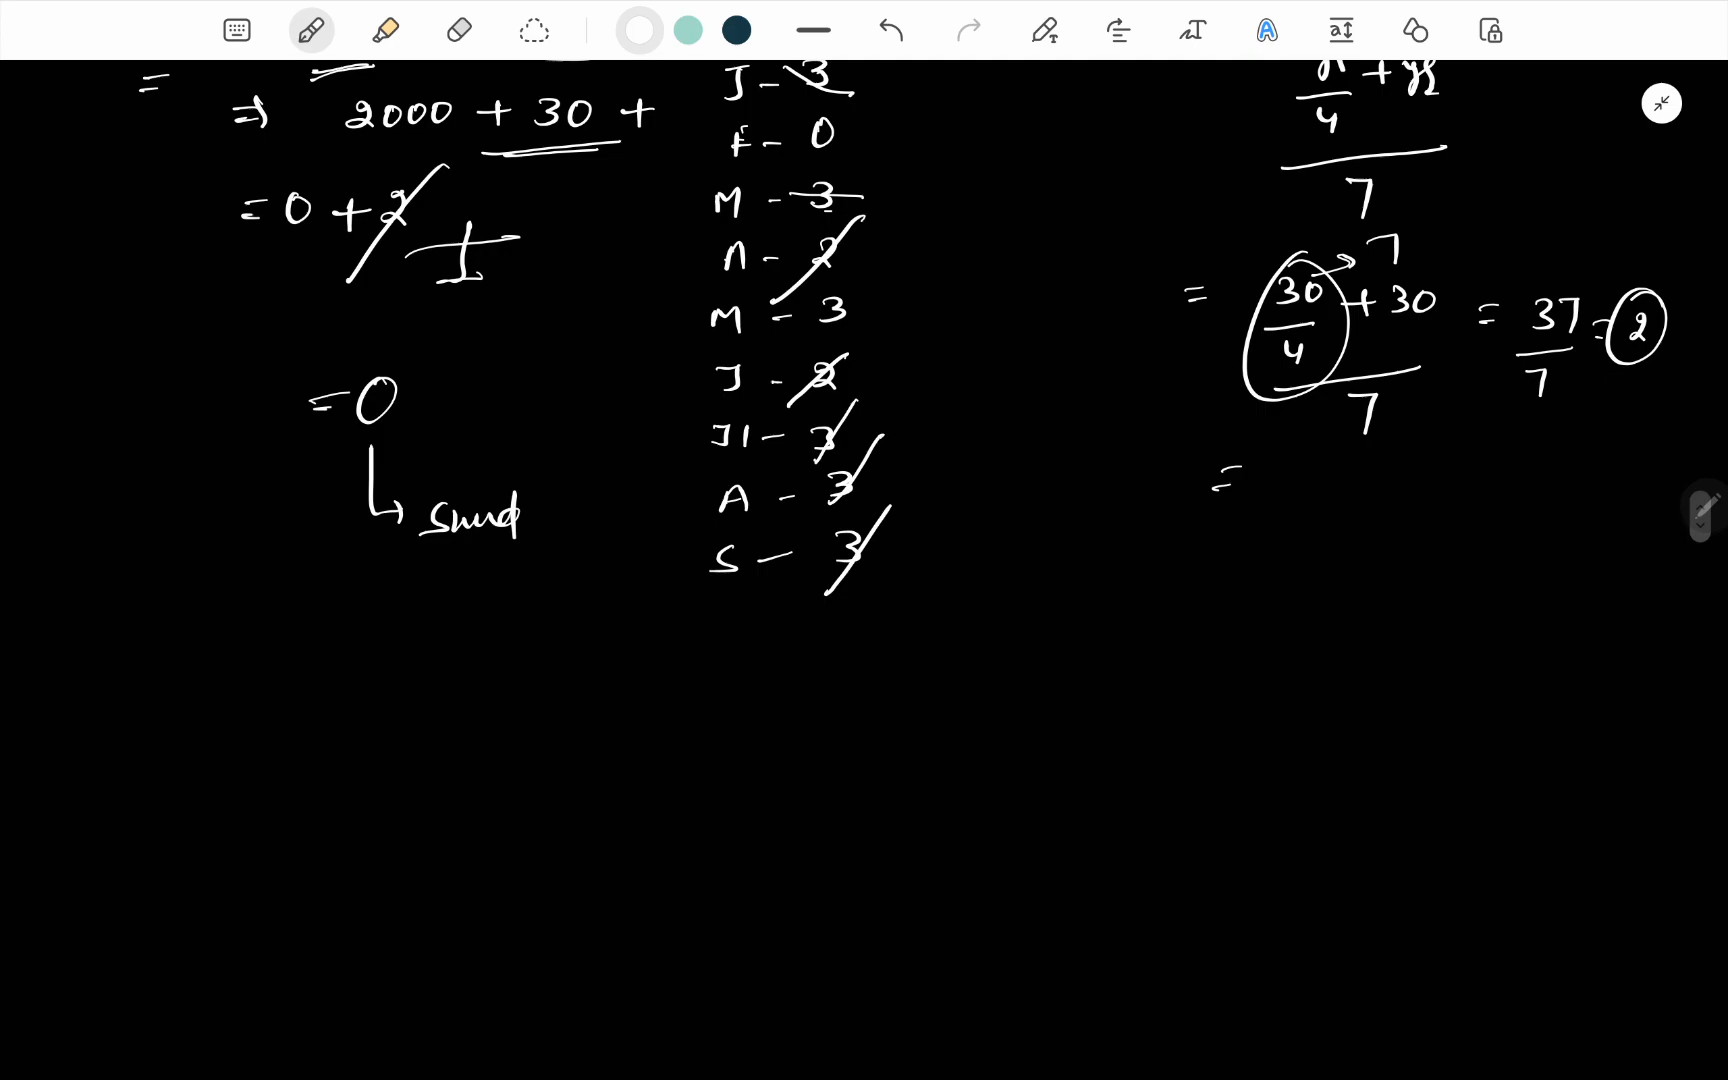 =
⇒ 2000 + 30 +
= 0 + 2
1
= 0
J - 3
F - 0
M - 3
A - 2
M - 3
J - 2
Jl - 3
A - 3
S - 3
4
7
= 30/4 + 30 = 37/7 = 2
7
7
=